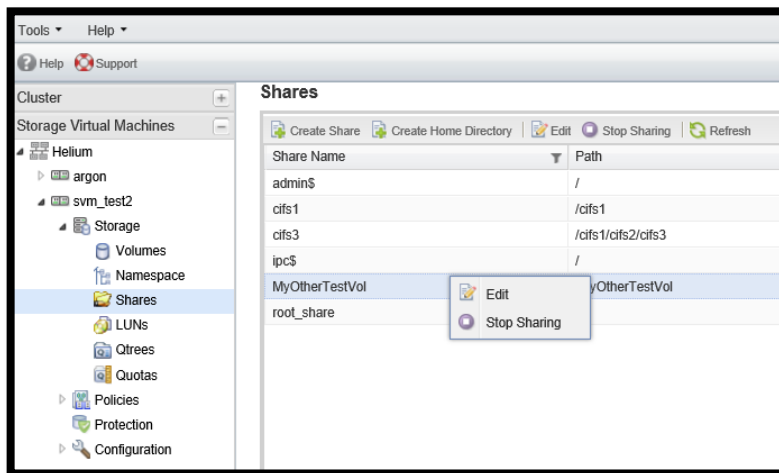 Tools Help
Help Support
Cluster
Storage Virtual Machines
Helium
argon
svm_test2
Storage
Volumes
Namespace
Shares
LUNs
Qtrees
Quotas
Policies
Protection
Configuration
Shares
Create Share Create Home Directory Edit Stop Sharing Refresh
Share Name Path
admin$ /
cifs1 /cifs1
cifs3 /cifs1/cifs2/cifs3
ipc$ /
MyOtherTestVol yOtherTestVol
root_share
Edit
Stop Sharing